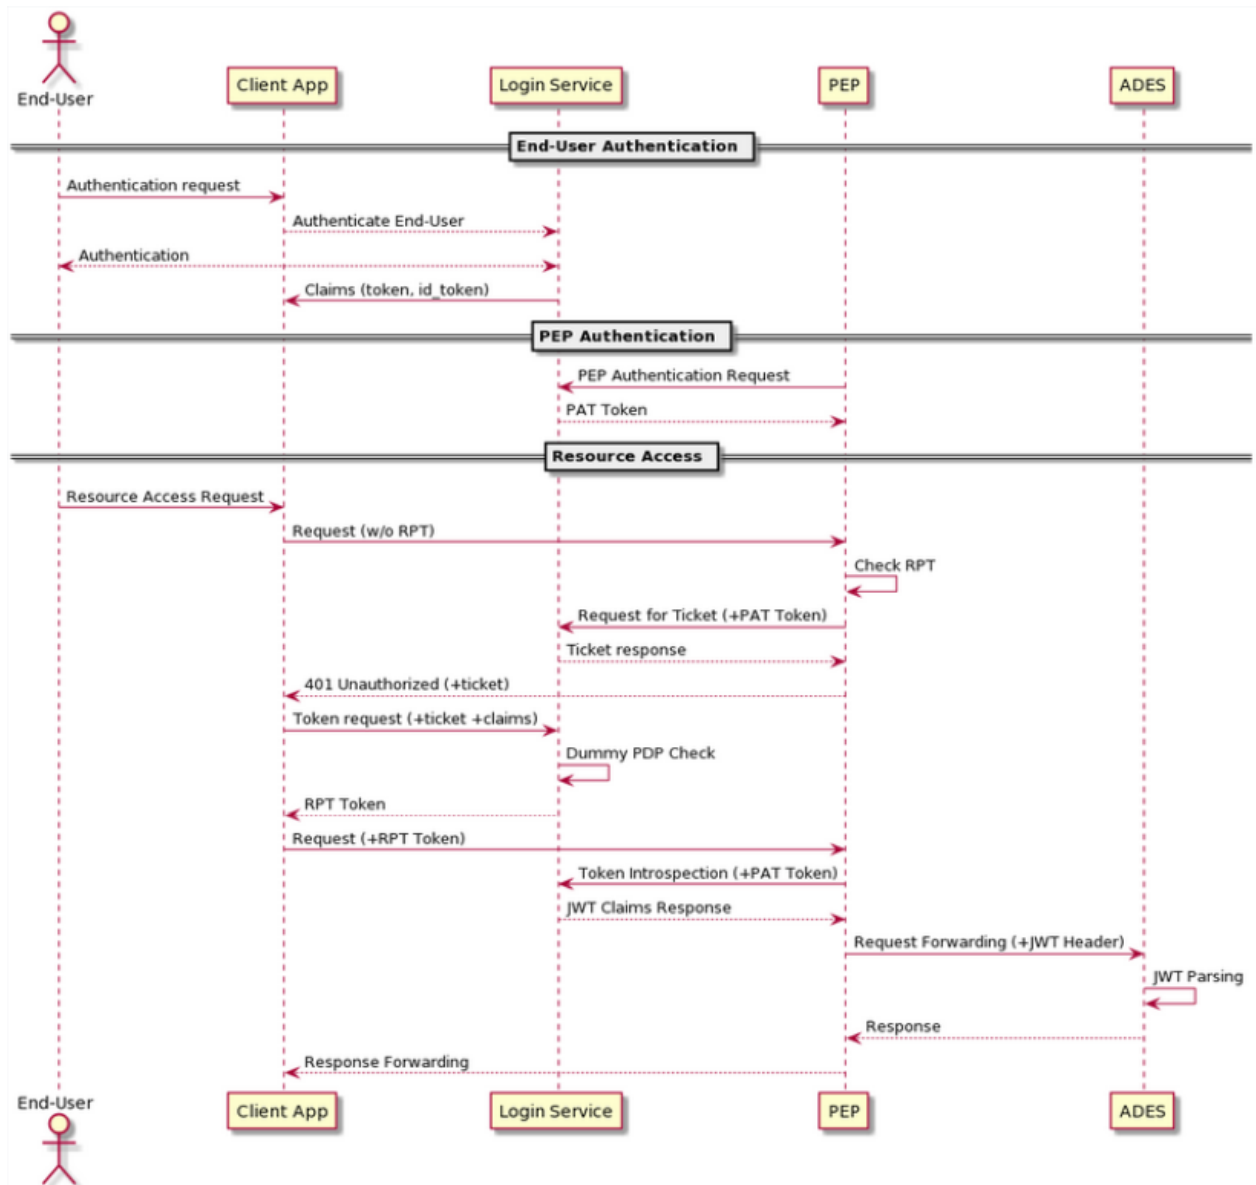 End-User
Client App
Login Service
PEP
ADES
End-User Authentication
Authentication request
Authenticate End-User
Authentication
Claims (token, id_token)
PEP Authentication
PEP Authentication Request
PAT Token
Resource Access
Resource Access Request
Request (w/o RPT)
Check RPT
Request for Ticket (+PAT Token)
Ticket response
401 Unauthorized (+ticket)
Token request (+ticket +claims)
Dummy PDP Check
RPT Token
Request (+RPT Token)
Token Introspection (+PAT Token)
JWT Claims Response
Request Forwarding (+JWT Header)
JWT Parsing
Response
Response Forwarding
End-User
Client App
Login Service
PEP
ADES